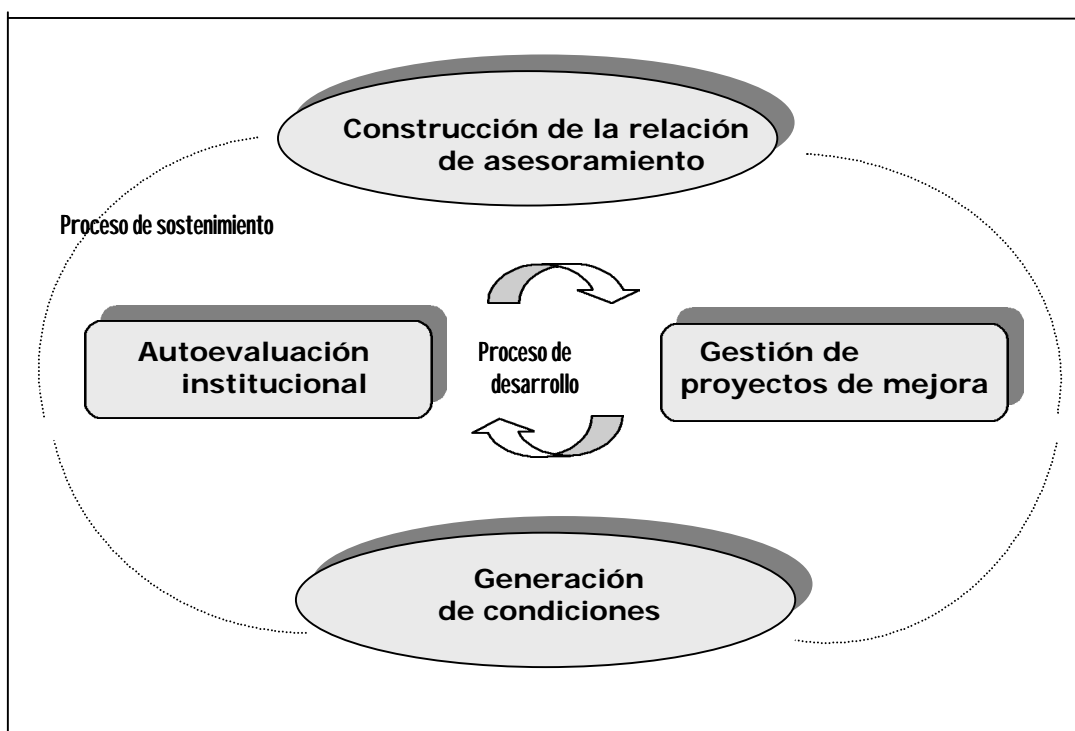 Construcción de la relación
de asesoramiento
Proceso de sostenimiento
Autoevaluación
institucional
Proceso de
desarrollo
Gestión de
proyectos de mejora
Generación
de condiciones